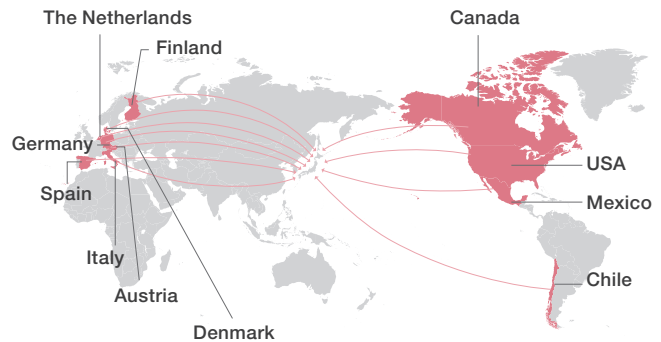 The Netherlands
Canada
Finland
Germany
USA
Spain
Mexico
Italy
Chile
Austria
Denmark